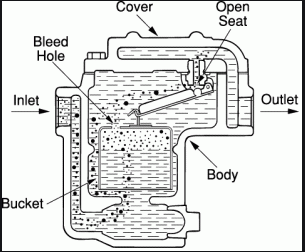 Cover
Open
Seat
Bleed
Hole
Inlet
Outlet
Body
Bucket